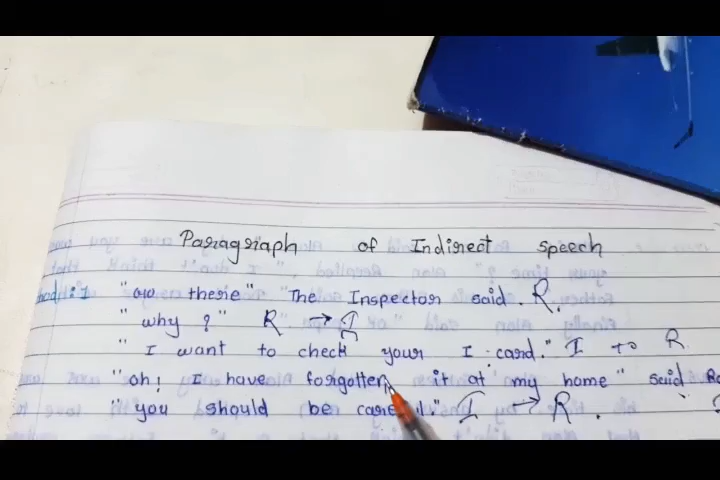 Paragraph of Indirect speech
"Go there" The Inspector said. R.
"why ?" R → I
"I want to check your I card." I to R
"oh! I have forgotten it at my home" said
"you should be careful" I → R.